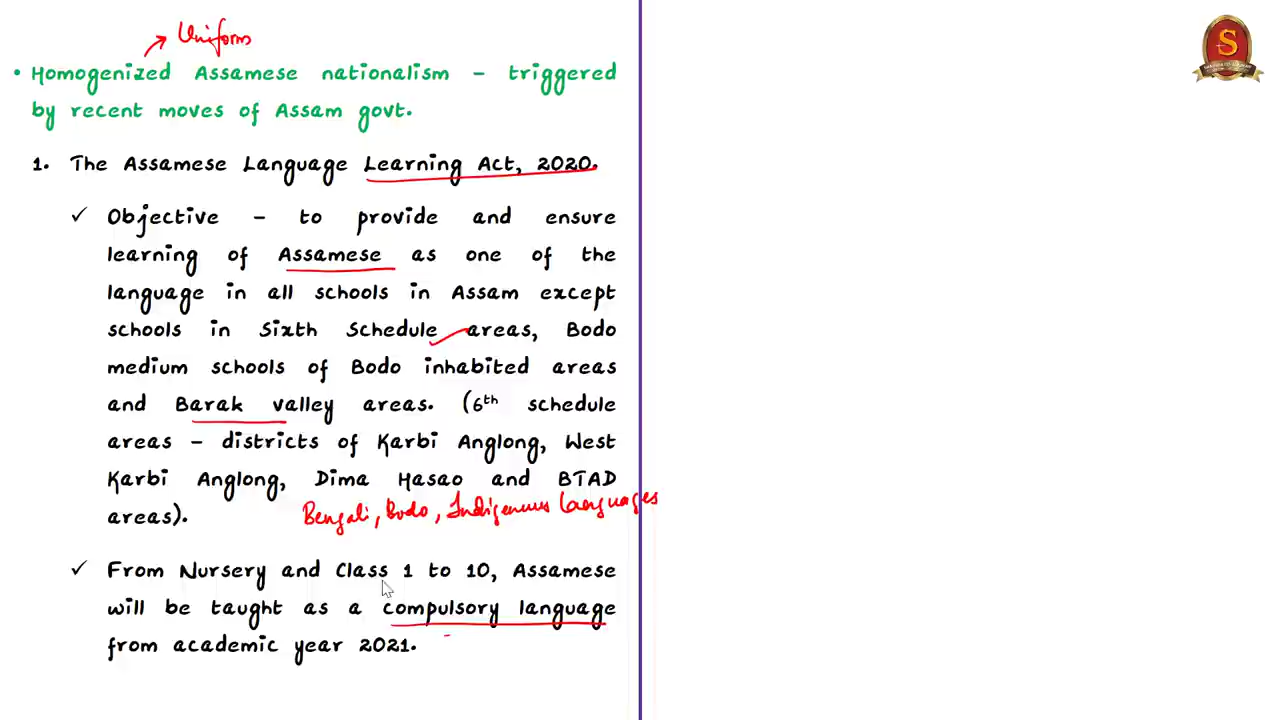 Uniform
• Homogenized Assamese nationalism – triggered
by recent moves of Assam govt.
1. The Assamese Language Learning Act, 2020.
✓ Objective – to provide and ensure
learning of Assamese as one of the
language in all schools in Assam except
schools in Sixth Schedule areas, Bodo
medium schools of Bodo inhabited areas
and Barak valley areas. (6th schedule
areas – districts of Karbi Anglong, West
Karbi Anglong, Dima Hasao and BTAD
areas).
Bengali, Bodo, Indigenous languages
✓ From Nursery and Class 1 to 10, Assamese
will be taught as a compulsory language
from academic year 2021.
S